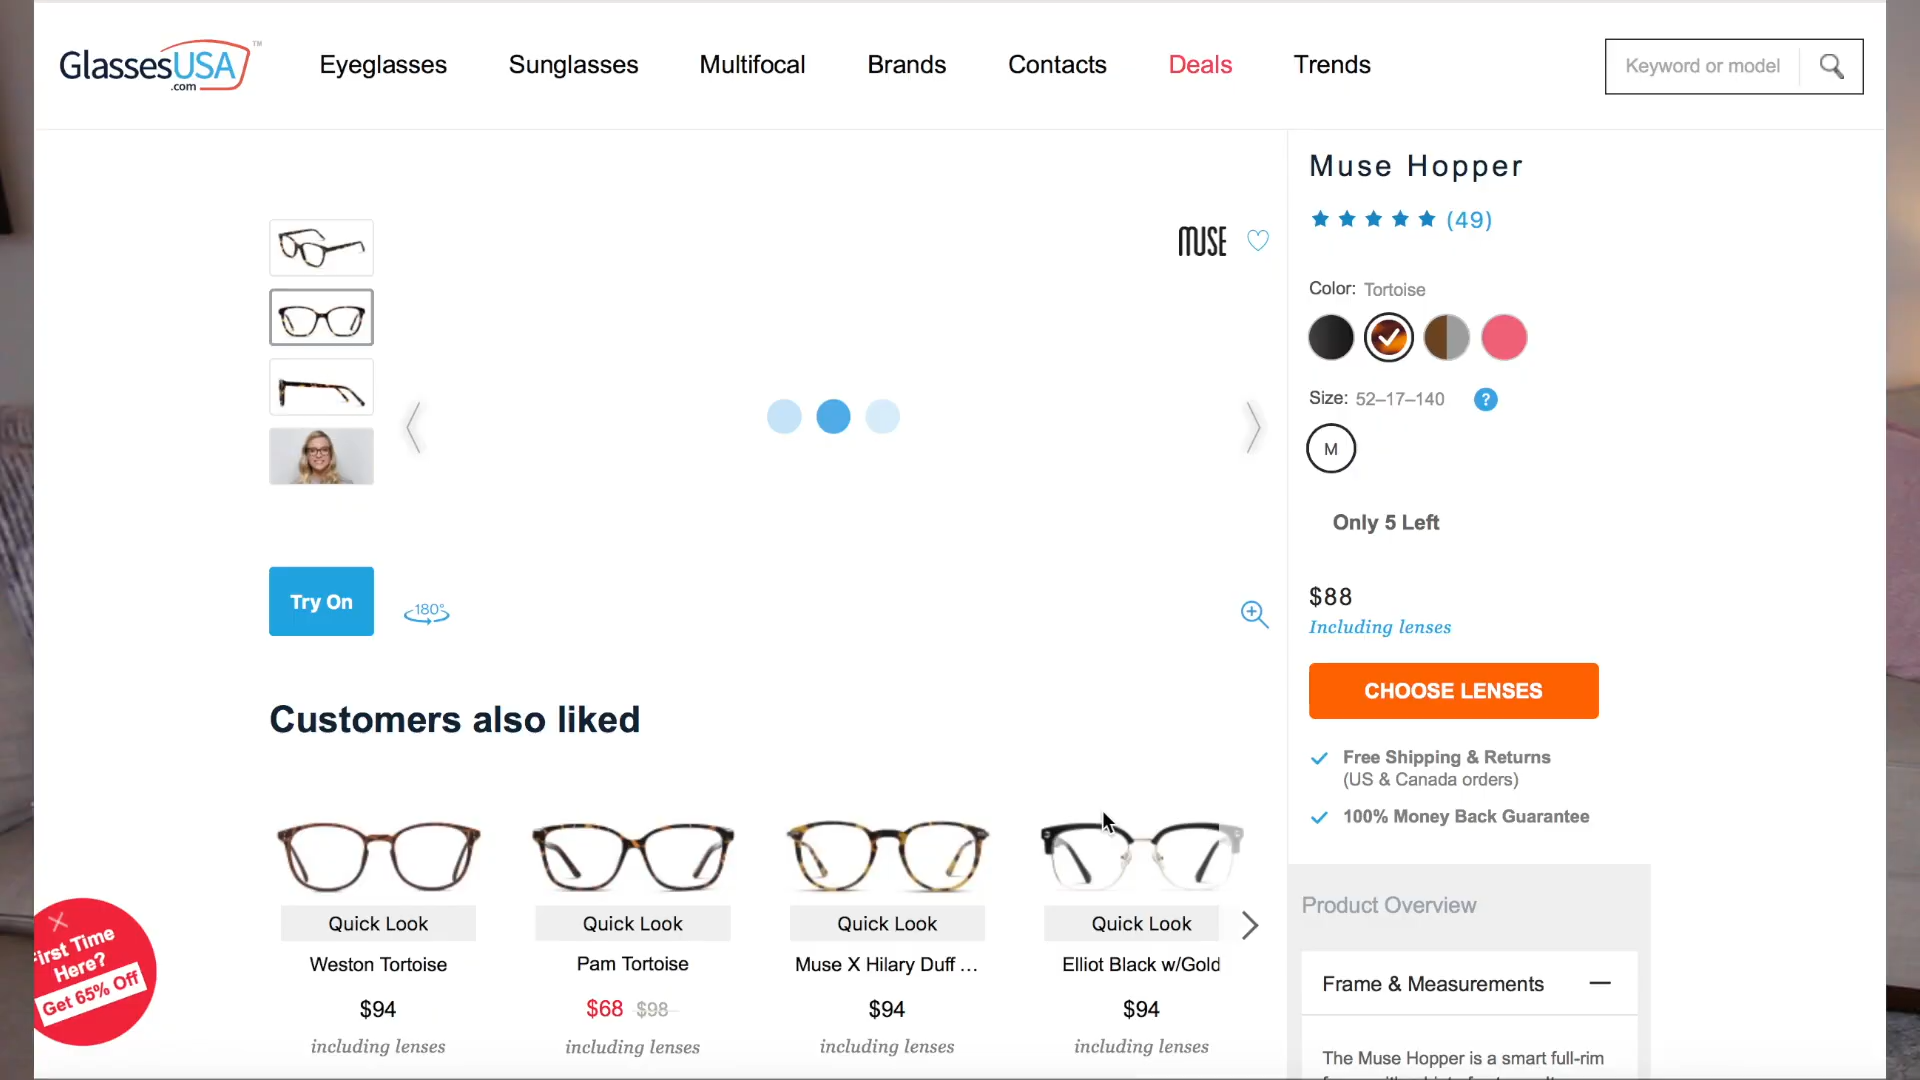 GlassesUSA™
.com
Eyeglasses
Sunglasses
Multifocal
Brands
Contacts
Deals
Trends
Keyword or model
MUSE
180°
Try On
Muse Hopper
(49)
Color: Tortoise
Size: 52–17–140
?
M
Only 5 Left
$88
Including lenses
CHOOSE LENSES
Free Shipping & Returns
(US & Canada orders)
100% Money Back Guarantee
Customers also liked
Quick Look
Weston Tortoise
$94
including lenses
Quick Look
Pam Tortoise
$68 $98
including lenses
Quick Look
Muse X Hilary Duff ...
$94
including lenses
Quick Look
Elliot Black w/Gold
$94
including lenses
First Time
Here?
Get 65% Off
Product Overview
Frame & Measurements
The Muse Hopper is a smart full-rim